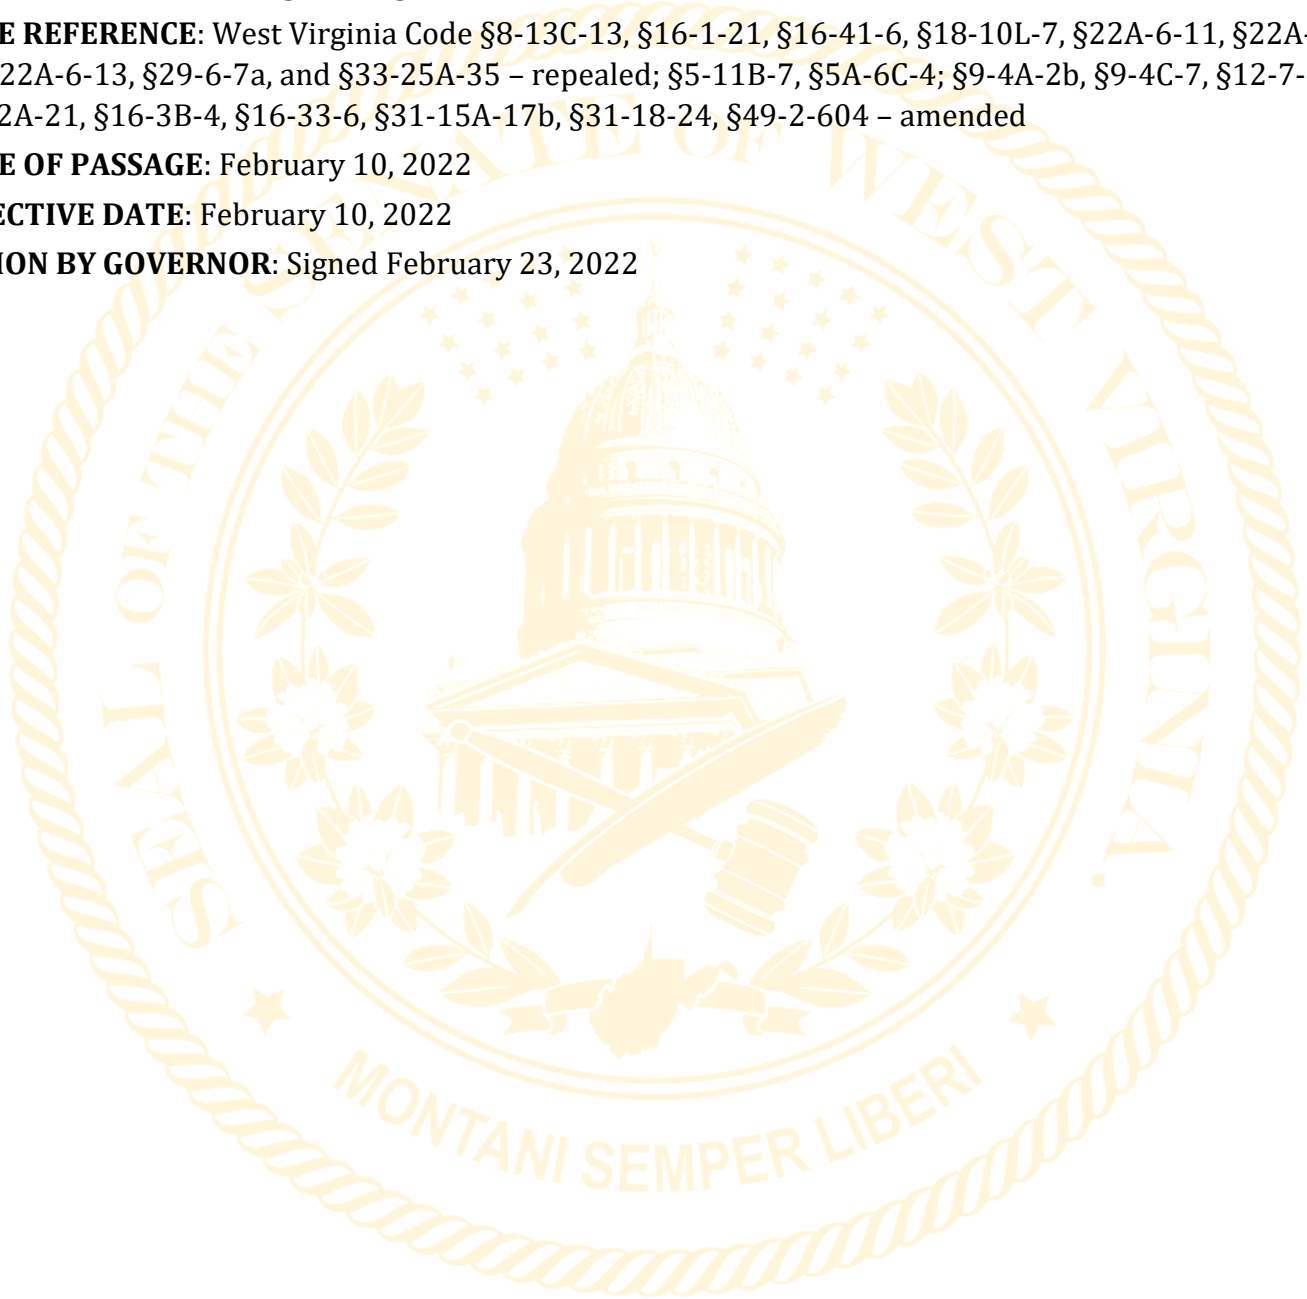 E REFERENCE: West Virginia Code §8-13C-13, §16-1-21, §16-41-6, §18-10L-7, §22A-6-11, §22A-
22A-6-13, §29-6-7a, and §33-25A-35 – repealed; §5-11B-7, §5A-6C-4; §9-4A-2b, §9-4C-7, §12-7-
2A-21, §16-3B-4, §16-33-6, §31-15A-17b, §31-18-24, §49-2-604 – amended
E OF PASSAGE: February 10, 2022
ECTIVE DATE: February 10, 2022
ION BY GOVERNOR: Signed February 23, 2022
SEAL OF THE SENATE OF WEST VIRGINIA .
MONTANI SEMPER LIBERI